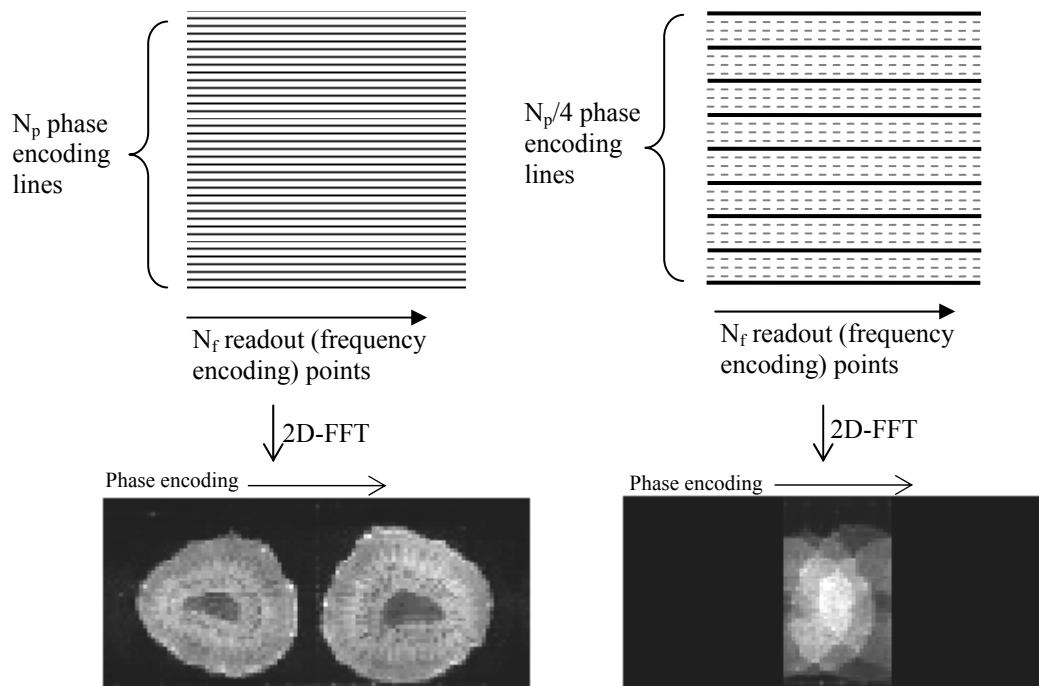 N_p phase
encoding
lines
N_f readout (frequency
encoding) points
2D-FFT
Phase encoding
N_p/4 phase
encoding
lines
N_f readout (frequency
encoding) points
2D-FFT
Phase encoding